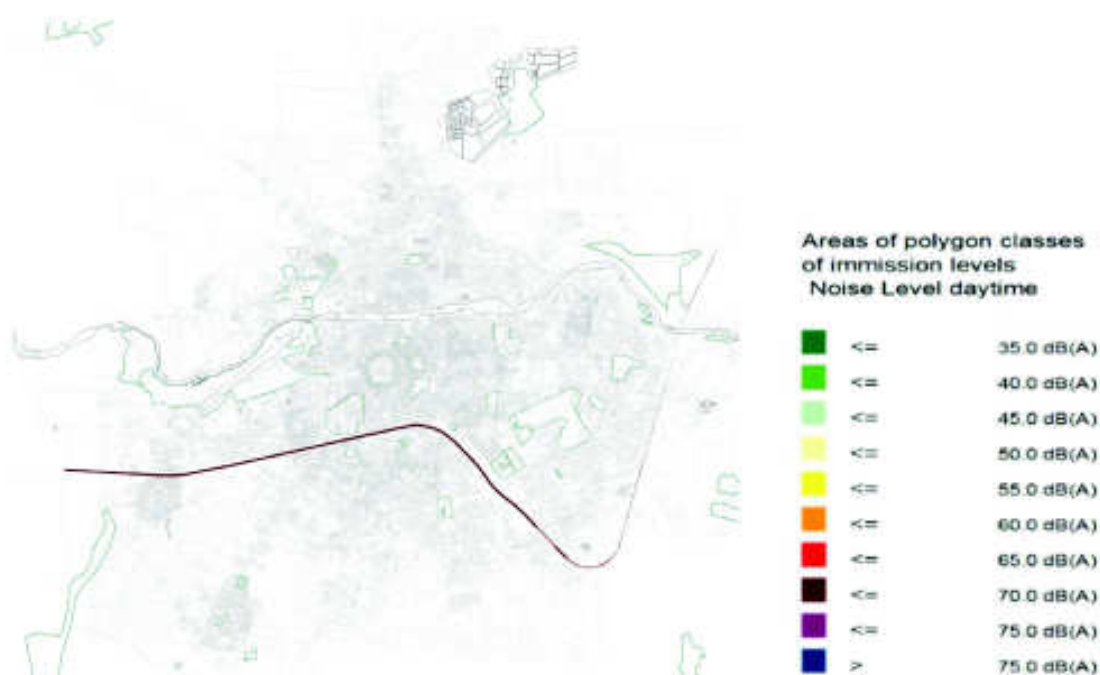 Areas of polygon classes
of immission levels
Noise Level daytime
<= 35.0 dB(A)
<= 40.0 dB(A)
<= 45.0 dB(A)
<= 50.0 dB(A)
<= 55.0 dB(A)
<= 60.0 dB(A)
<= 65.0 dB(A)
<= 70.0 dB(A)
<= 75.0 dB(A)
> 75.0 dB(A)